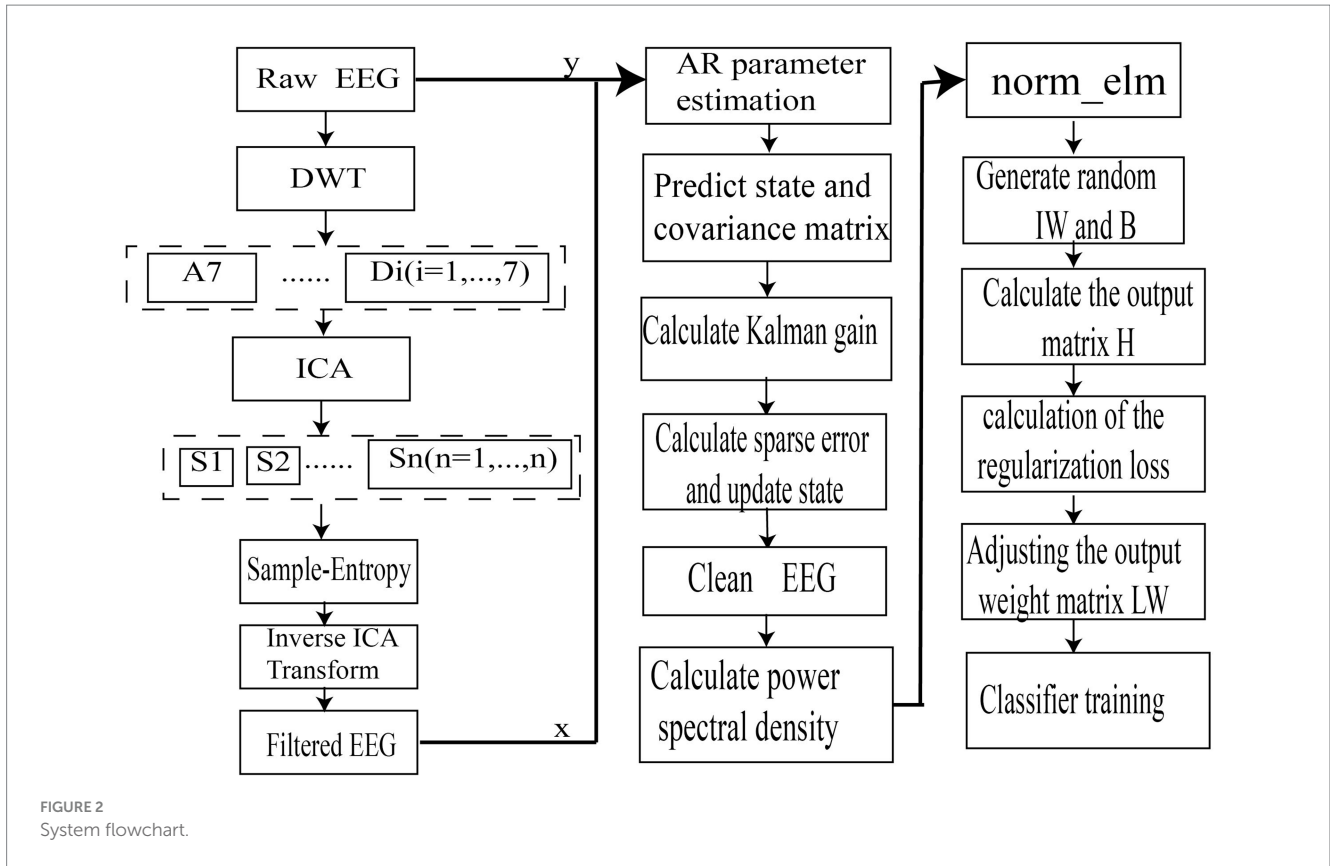 Raw EEG
y
DWT
A7 ...... Di(i=1,...,7)
ICA
S1 S2 ...... Sn(n=1,...,n)
Sample-Entropy
Inverse ICA
Transform
Filtered EEG
x
AR parameter
estimation
Predict state and
covariance matrix
Calculate Kalman gain
Calculate sparse error
and update state
Clean EEG
Calculate power
spectral density
norm_elm
Generate random
IW and B
Calculate the output
matrix H
calculation of the
regularization loss
Adjusting the output
weight matrix LW
Classifier training
FIGURE 2
System flowchart.